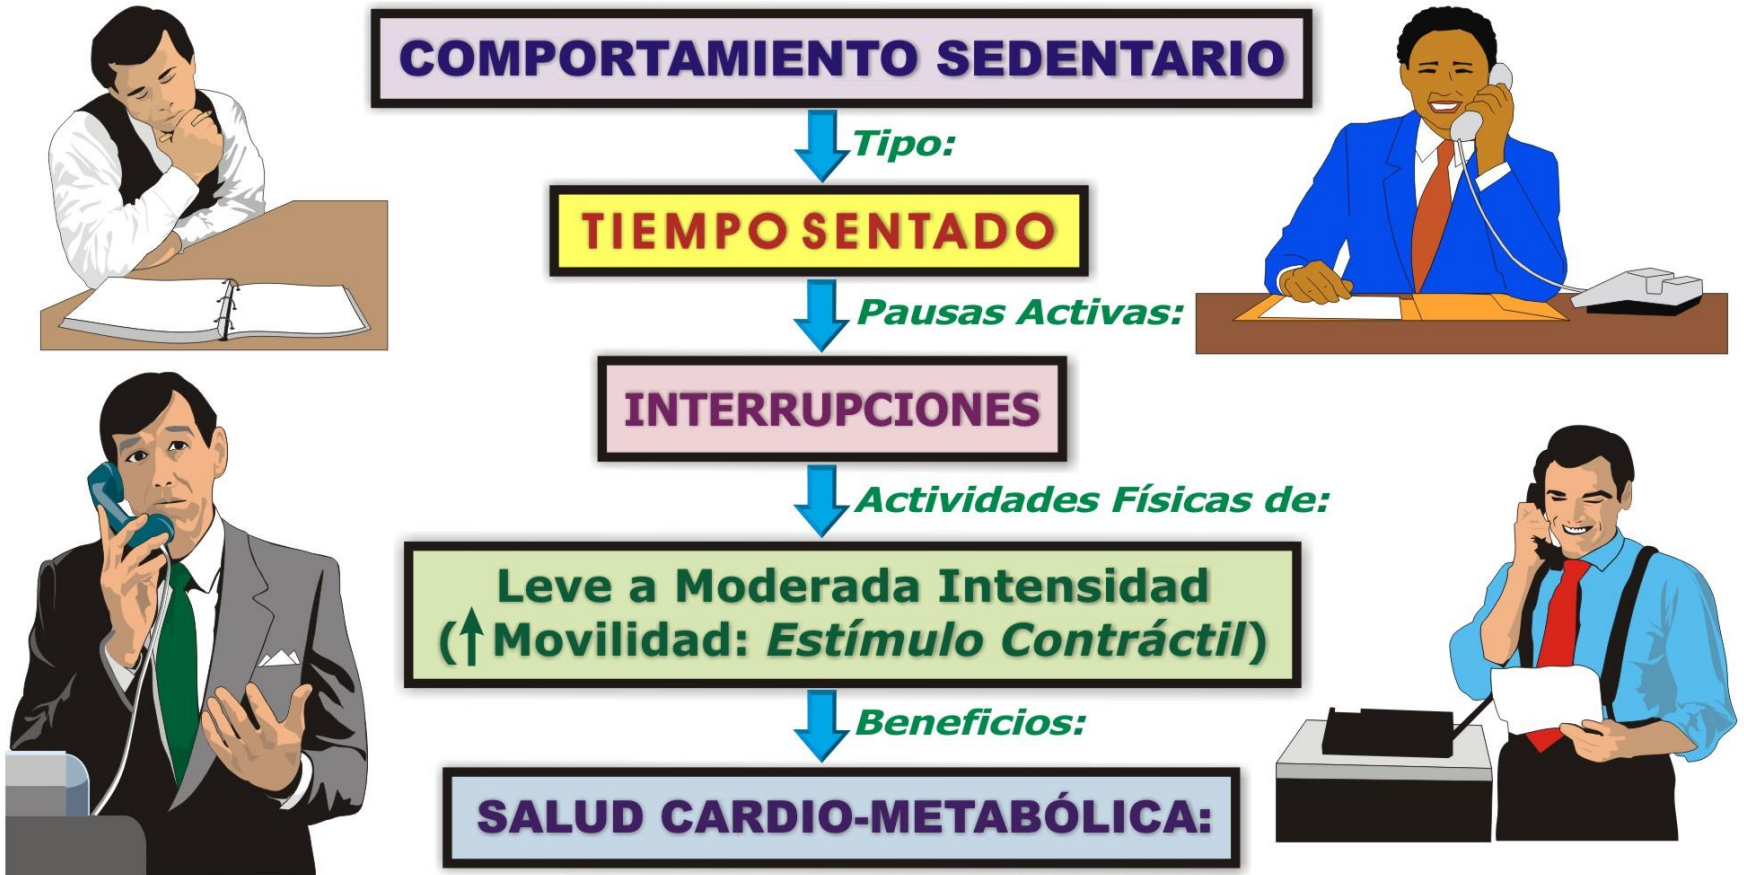 COMPORTAMIENTO SEDENTARIO
Tipo:
TIEMPO SENTADO
Pausas Activas:
INTERRUPCIONES
Actividades Físicas de:
Leve a Moderada Intensidad
(↑Movilidad: Estímulo Contráctil)
Beneficios:
SALUD CARDIO-METABÓLICA: